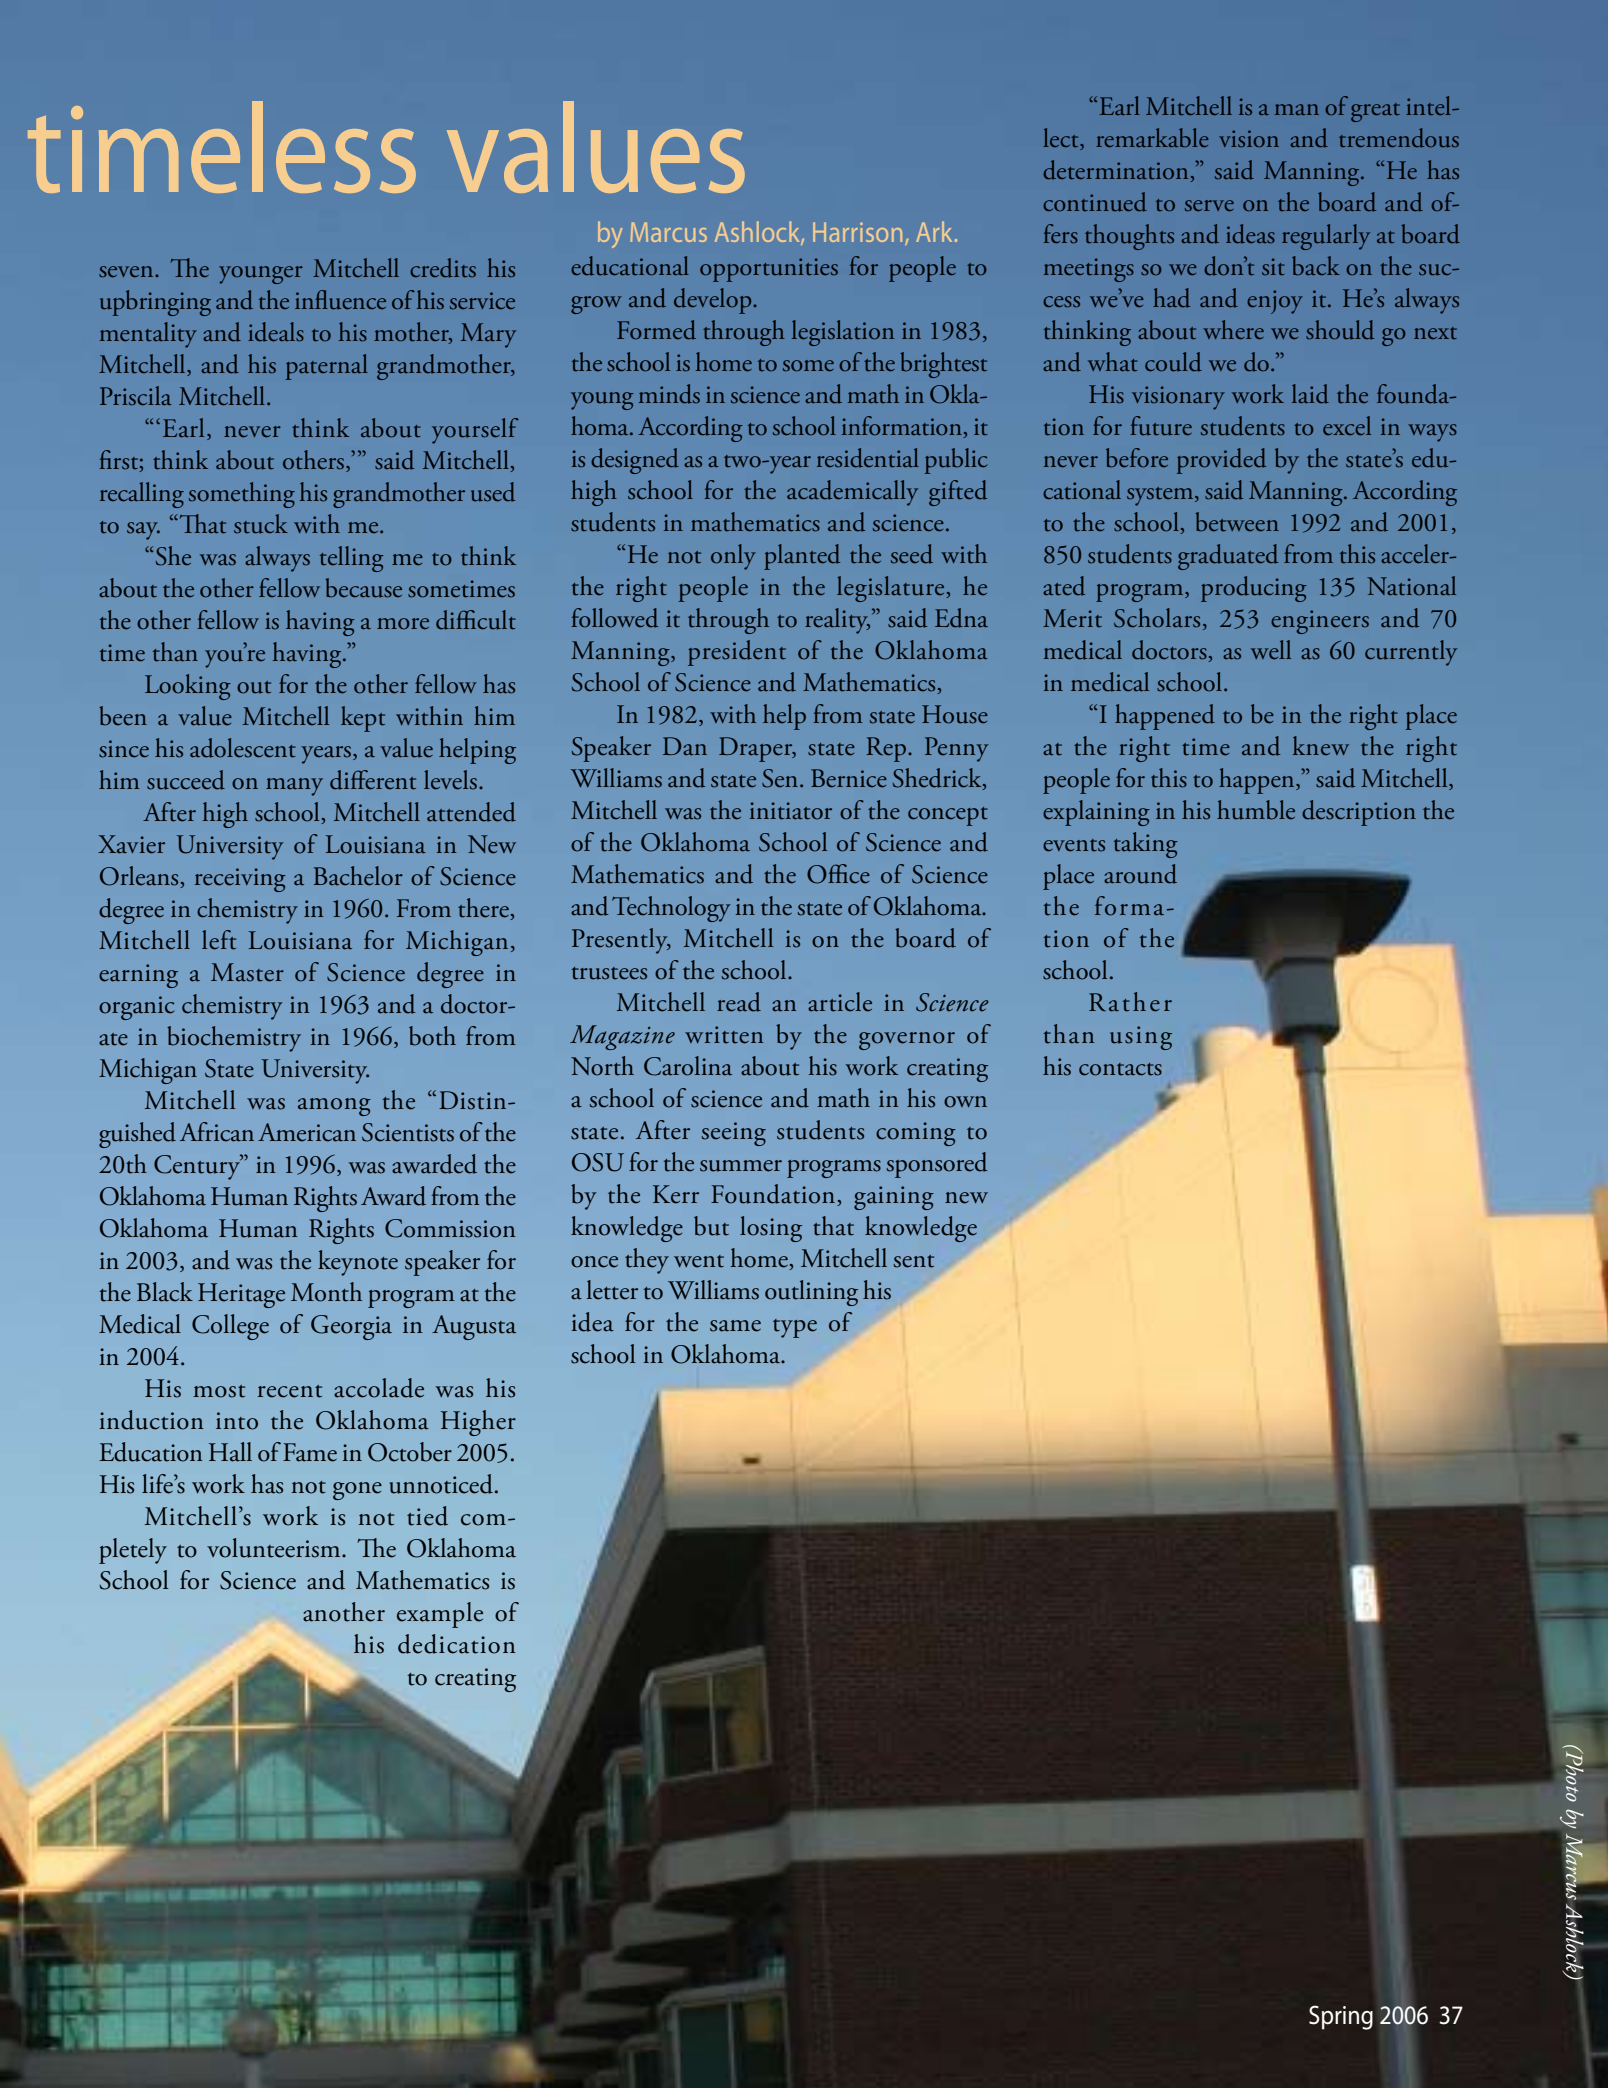 timeless values
by Marcus Ashlock, Harrison, Ark.
seven. The younger Mitchell credits his
upbringing and the influence of his service
mentality and ideals to his mother, Mary
Mitchell, and his paternal grandmother,
Priscila Mitchell.
“‘Earl, never think about yourself
first; think about others,’” said Mitchell,
recalling something his grandmother used
to say. “That stuck with me.
“She was always telling me to think
about the other fellow because sometimes
the other fellow is having a more difficult
time than you’re having.”
Looking out for the other fellow has
been a value Mitchell kept within him
since his adolescent years, a value helping
him succeed on many different levels.
After high school, Mitchell attended
Xavier University of Louisiana in New
Orleans, receiving a Bachelor of Science
degree in chemistry in 1960. From there,
Mitchell left Louisiana for Michigan,
earning a Master of Science degree in
organic chemistry in 1963 and a doctor-
ate in biochemistry in 1966, both from
Michigan State University.
Mitchell was among the “Distin-
guished African American Scientists of the
20th Century” in 1996, was awarded the
Oklahoma Human Rights Award from the
Oklahoma Human Rights Commission
in 2003, and was the keynote speaker for
the Black Heritage Month program at the
Medical College of Georgia in Augusta
in 2004.
His most recent accolade was his
induction into the Oklahoma Higher
Education Hall of Fame in October 2005.
His life’s work has not gone unnoticed.
Mitchell’s work is not tied com-
pletely to volunteerism. The Oklahoma
School for Science and Mathematics is
another example of
his dedication
to creating
educational opportunities for people to
grow and develop.
Formed through legislation in 1983,
the school is home to some of the brightest
young minds in science and math in Okla-
homa. According to school information, it
is designed as a two-year residential public
high school for the academically gifted
students in mathematics and science.
“He not only planted the seed with
the right people in the legislature, he
followed it through to reality,” said Edna
Manning, president of the Oklahoma
School of Science and Mathematics,
In 1982, with help from state House
Speaker Dan Draper, state Rep. Penny
Williams and state Sen. Bernice Shedrick,
Mitchell was the initiator of the concept
of the Oklahoma School of Science and
Mathematics and the Office of Science
and Technology in the state of Oklahoma.
Presently, Mitchell is on the board of
trustees of the school.
Mitchell read an article in Science
Magazine written by the governor of
North Carolina about his work creating
a school of science and math in his own
state. After seeing students coming to
OSU for the summer programs sponsored
by the Kerr Foundation, gaining new
knowledge but losing that knowledge
once they went home, Mitchell sent
a letter to Williams outlining his
idea for the same type of
school in Oklahoma.
“Earl Mitchell is a man of great intel-
lect, remarkable vision and tremendous
determination,” said Manning. “He has
continued to serve on the board and of-
fers thoughts and ideas regularly at board
meetings so we don’t sit back on the suc-
cess we’ve had and enjoy it. He’s always
thinking about where we should go next
and what could we do.”
His visionary work laid the founda-
tion for future students to excel in ways
never before provided by the state’s edu-
cational system, said Manning. According
to the school, between 1992 and 2001,
850 students graduated from this acceler-
ated program, producing 135 National
Merit Scholars, 253 engineers and 70
medical doctors, as well as 60 currently
in medical school.
“I happened to be in the right place
at the right time and knew the right
people for this to happen,” said Mitchell,
explaining in his humble description the
events taking
place around
the forma-
tion of the
school.
Rather
than using
his contacts
(Photo by Marcus Ashlock)
Spring 2006 37